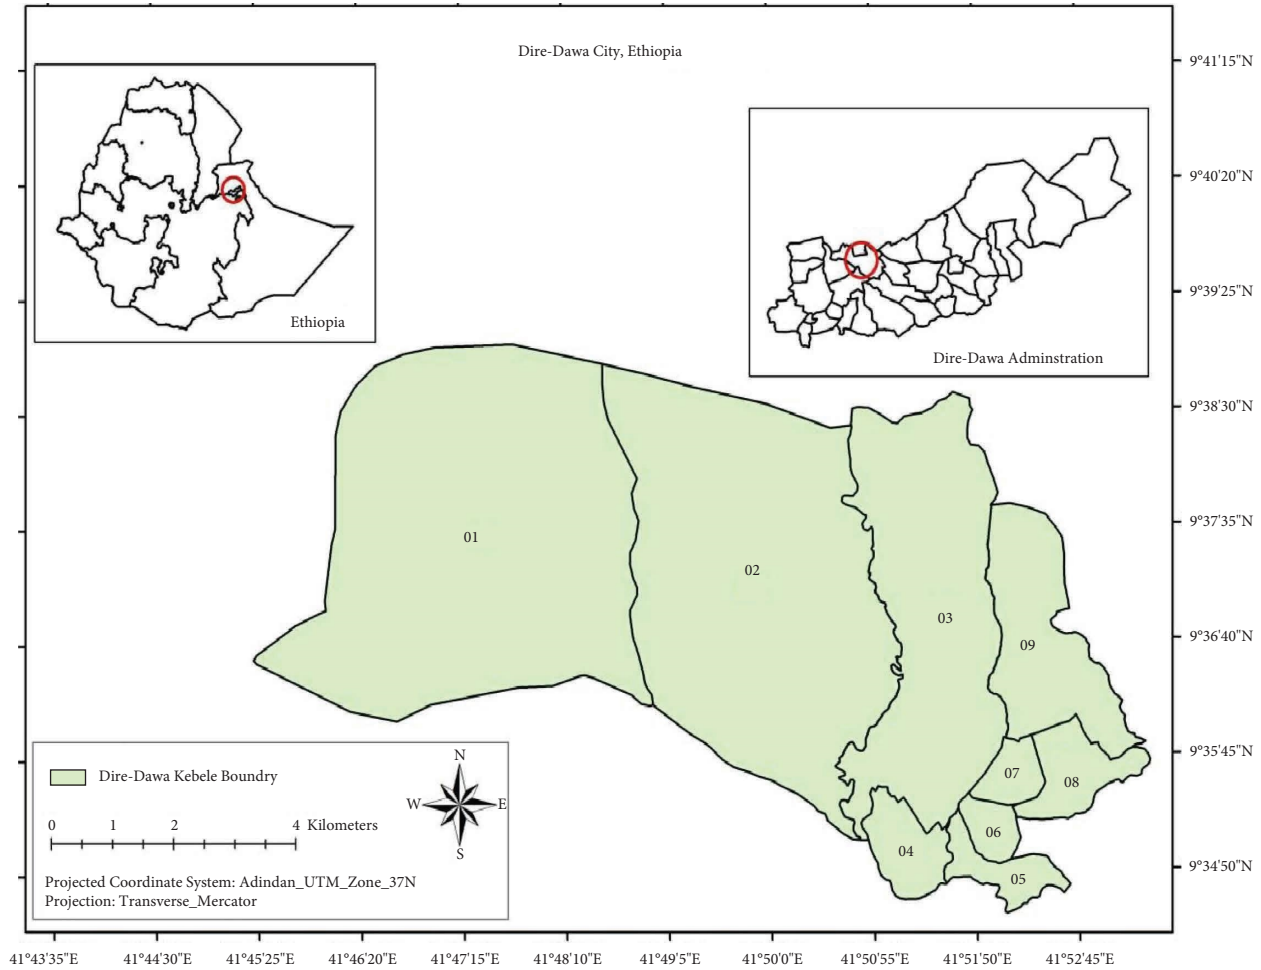 Dire-Dawa City, Ethiopia
Ethiopia
Dire-Dawa Adminstration
9°41'15"N
9°40'20"N
9°39'25"N
9°38'30"N
9°37'35"N
9°36'40"N
9°35'45"N
9°34'50"N
01
02
03
09
07
08
06
04
05
Dire-Dawa Kebele Boundry
0 1 2 4 Kilometers
N
W E
S
Projected Coordinate System: Adindan_UTM_Zone_37N
Projection: Transverse_Mercator
41°43'35"E 41°44'30"E 41°45'25"E 41°46'20"E 41°47'15"E 41°48'10"E 41°49'5"E 41°50'0"E 41°50'55"E 41°51'50"E 41°52'45"E